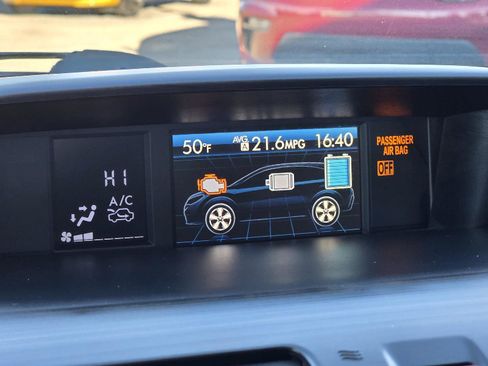 50°F AVG A 21.6MPG 16:40
PASSENGER
AIR BAG
OFF
HI
A/C